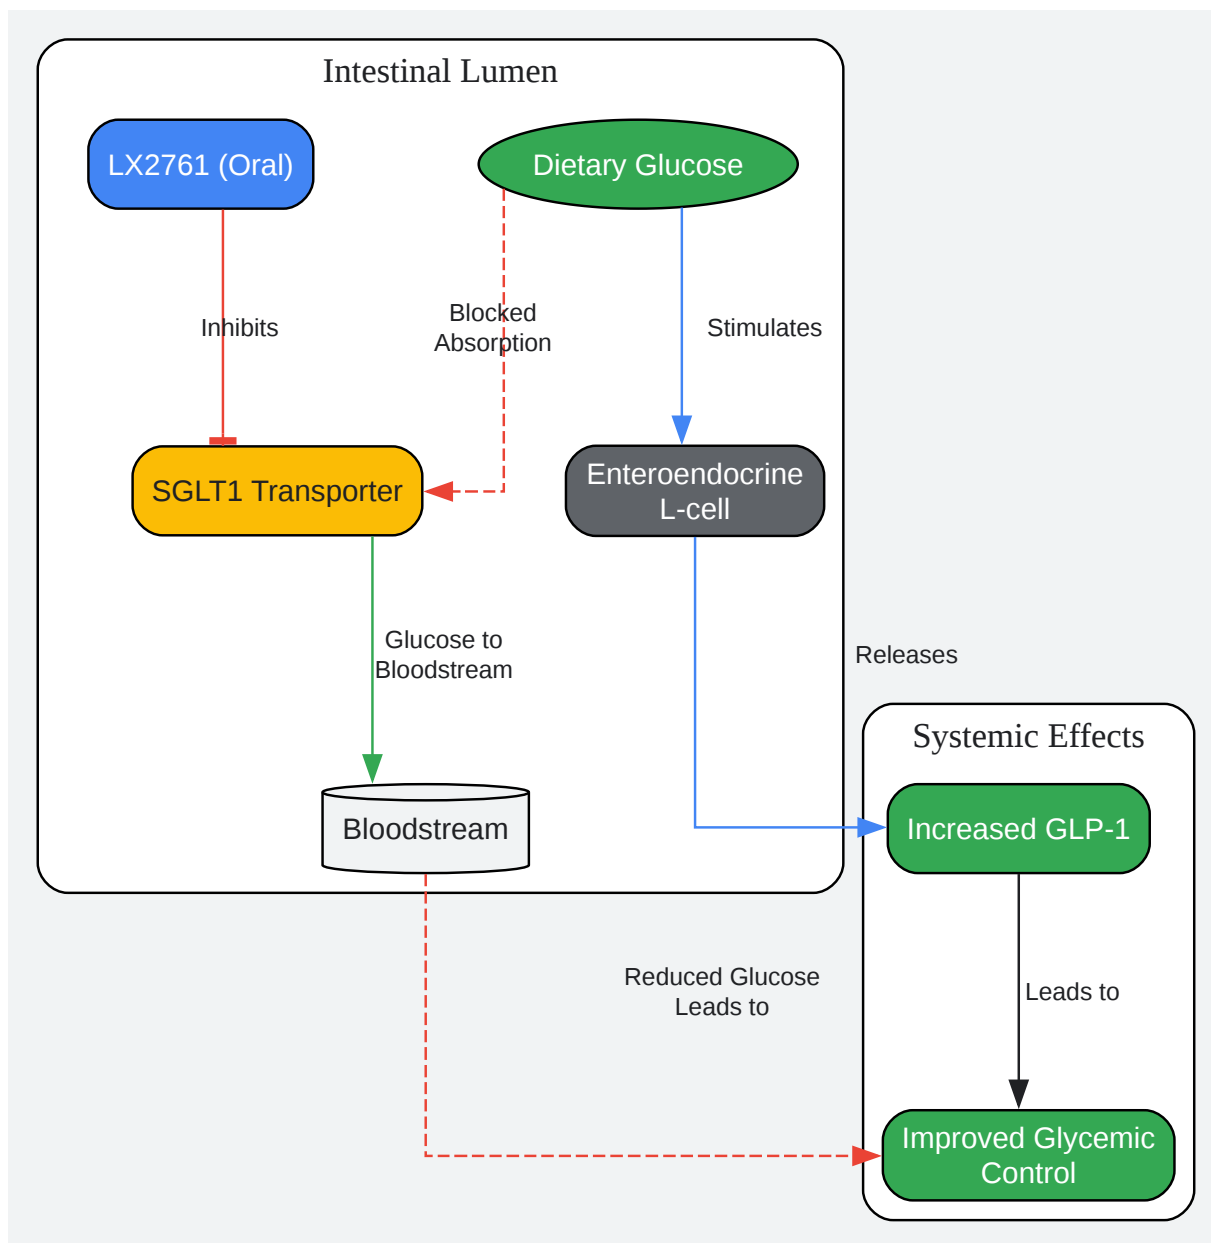 Intestinal Lumen
LX2761 (Oral)
Dietary Glucose
Inhibits
Blocked
Absorption
Stimulates
SGLT1 Transporter
Enteroendocrine
L-cell
Glucose to
Bloodstream
Releases
Systemic Effects
Bloodstream
Increased GLP-1
Reduced Glucose
Leads to
Leads to
Improved Glycemic
Control